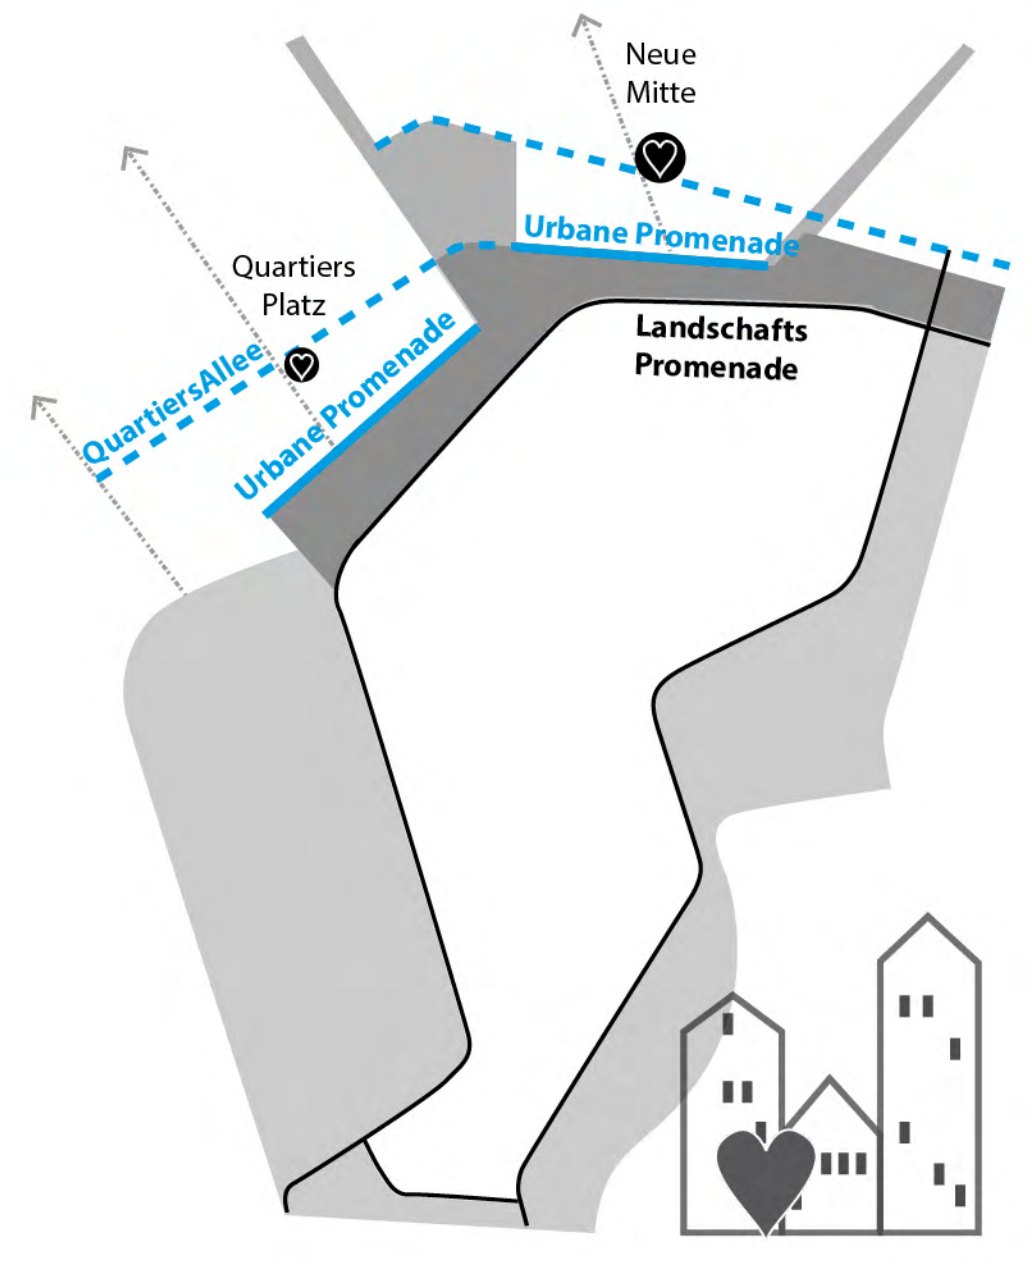 Neue
Mitte
Urbane Promenade
Quartiers
Platz
QuartiersAllee
Urbane Promenade
Landschafts
Promenade